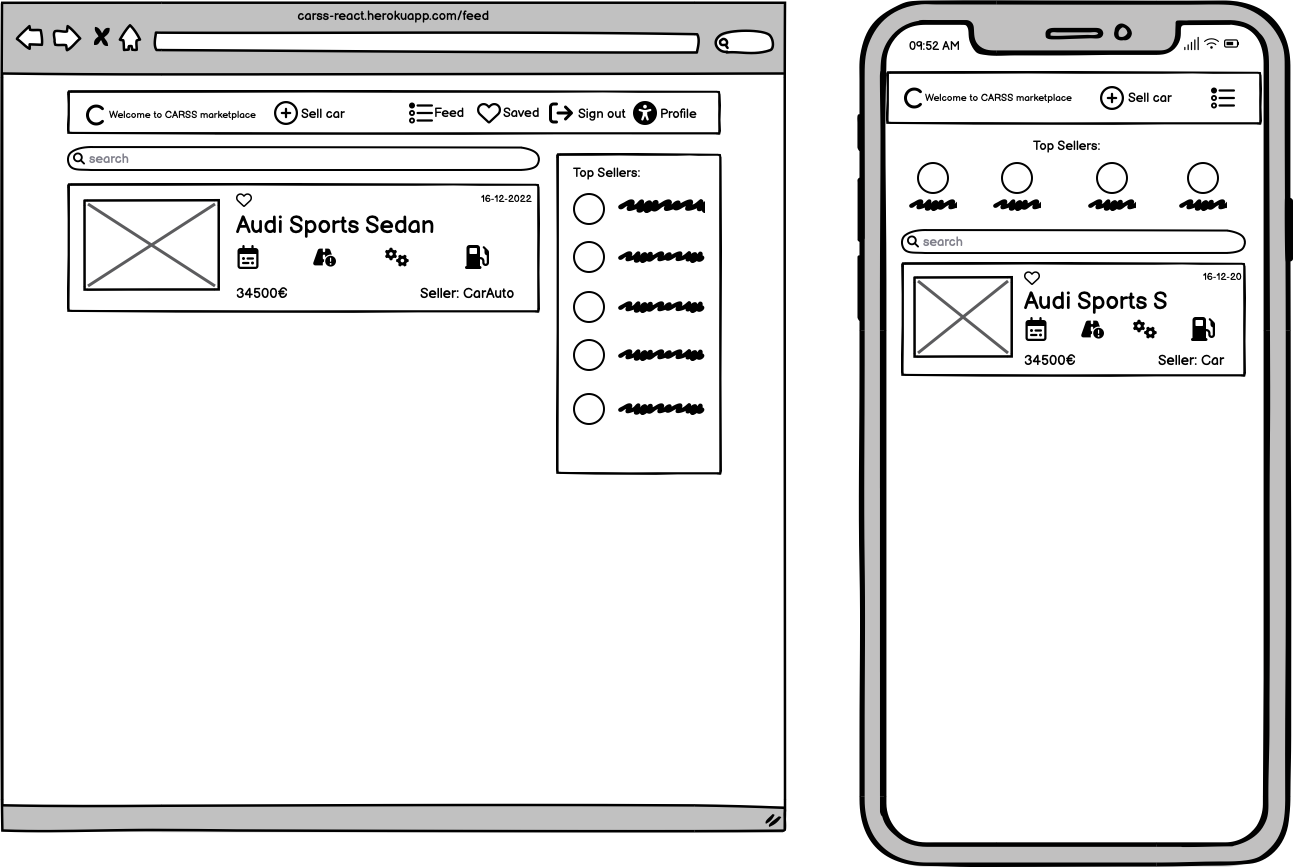 carss-react.herokuapp.com/feed
Welcome to CARSS marketplace Sell car Feed Saved Sign out Profile
search
Top Sellers:
16-12-2022
Audi Sports Sedan
34500€ Seller: CarAuto
09:52 AM
Welcome to CARSS marketplace Sell car
Top Sellers:
search
16-12-20
Audi Sports S
34500€ Seller: Car